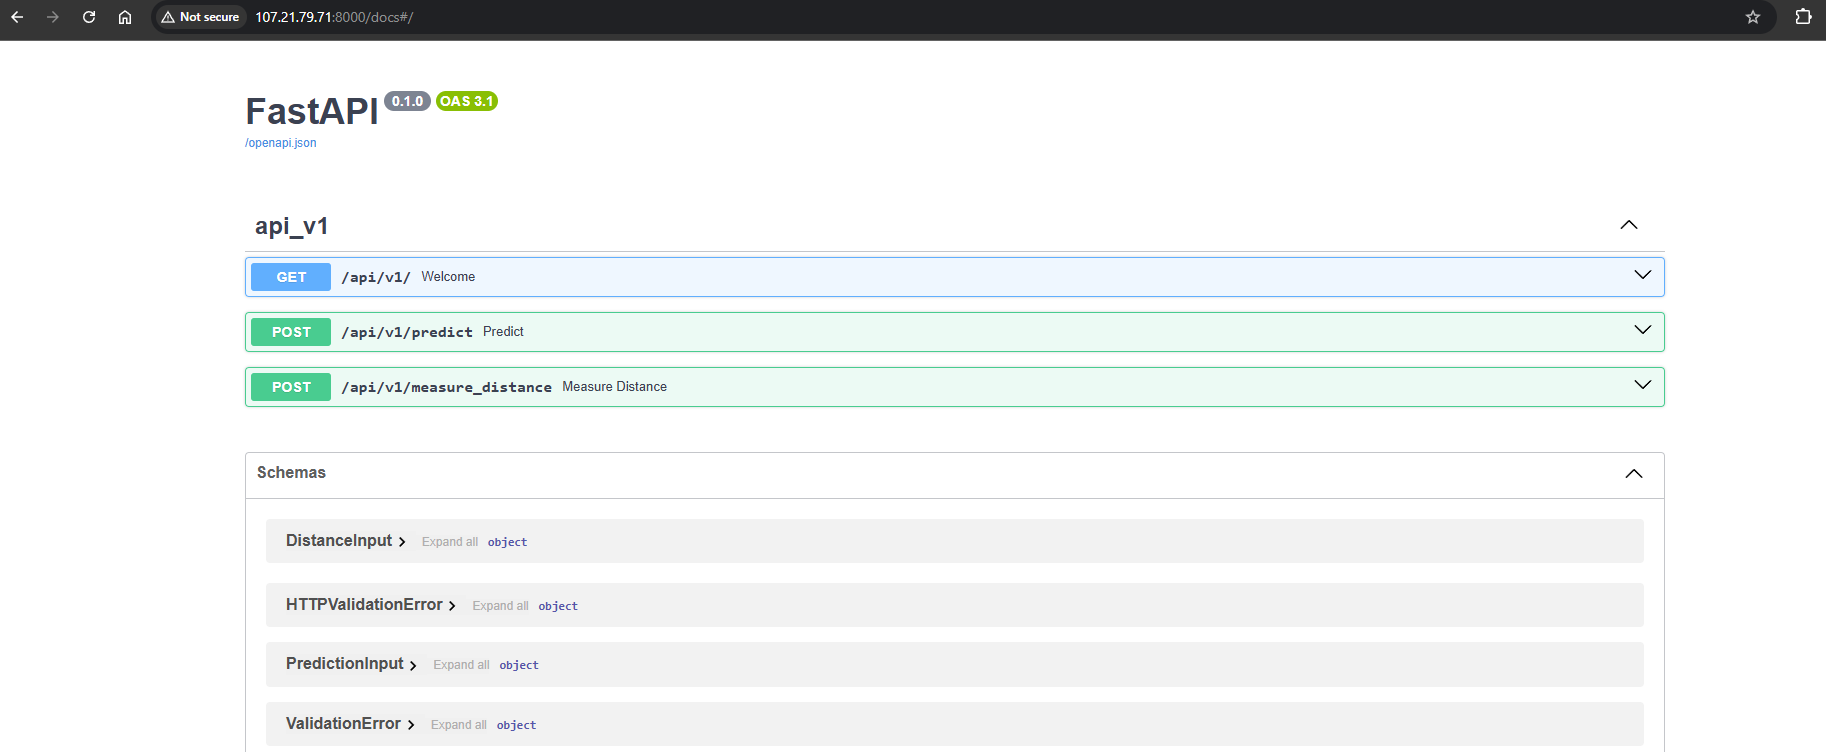 Not secure 107.21.79.71:8000/docs#/
FastAPI 0.1.0 OAS 3.1
/openapi.json
api_v1
GET /api/v1/ Welcome
POST /api/v1/predict Predict
POST /api/v1/measure_distance Measure Distance
Schemas
DistanceInput Expand all object
HTTPValidationError Expand all object
PredictionInput Expand all object
ValidationError Expand all object